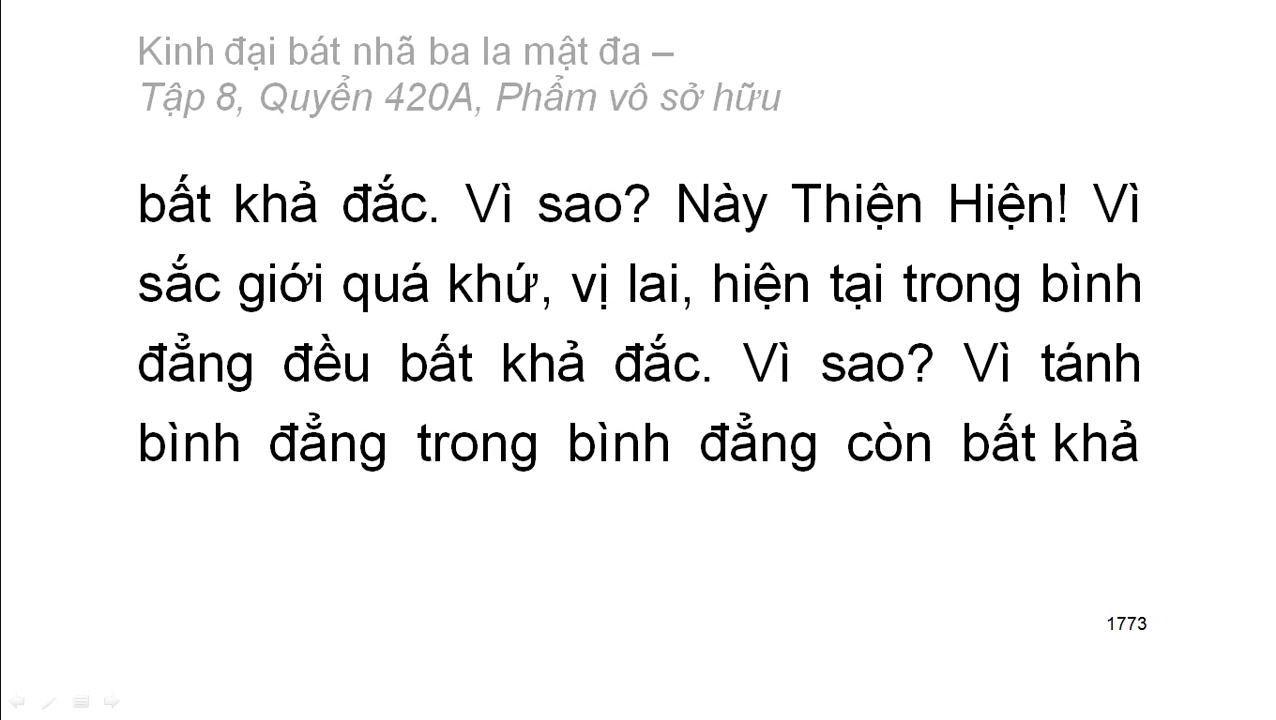 Kinh đại bát nhã ba la mật đa –
Tập 8, Quyển 420A, Phẩm vô sở hữu
bất khả đắc. Vì sao? Này Thiện Hiện! Vì
sắc giới quá khứ, vị lai, hiện tại trong bình
đẳng đều bất khả đắc. Vì sao? Vì tánh
bình đẳng trong bình đẳng còn bất khả
1773